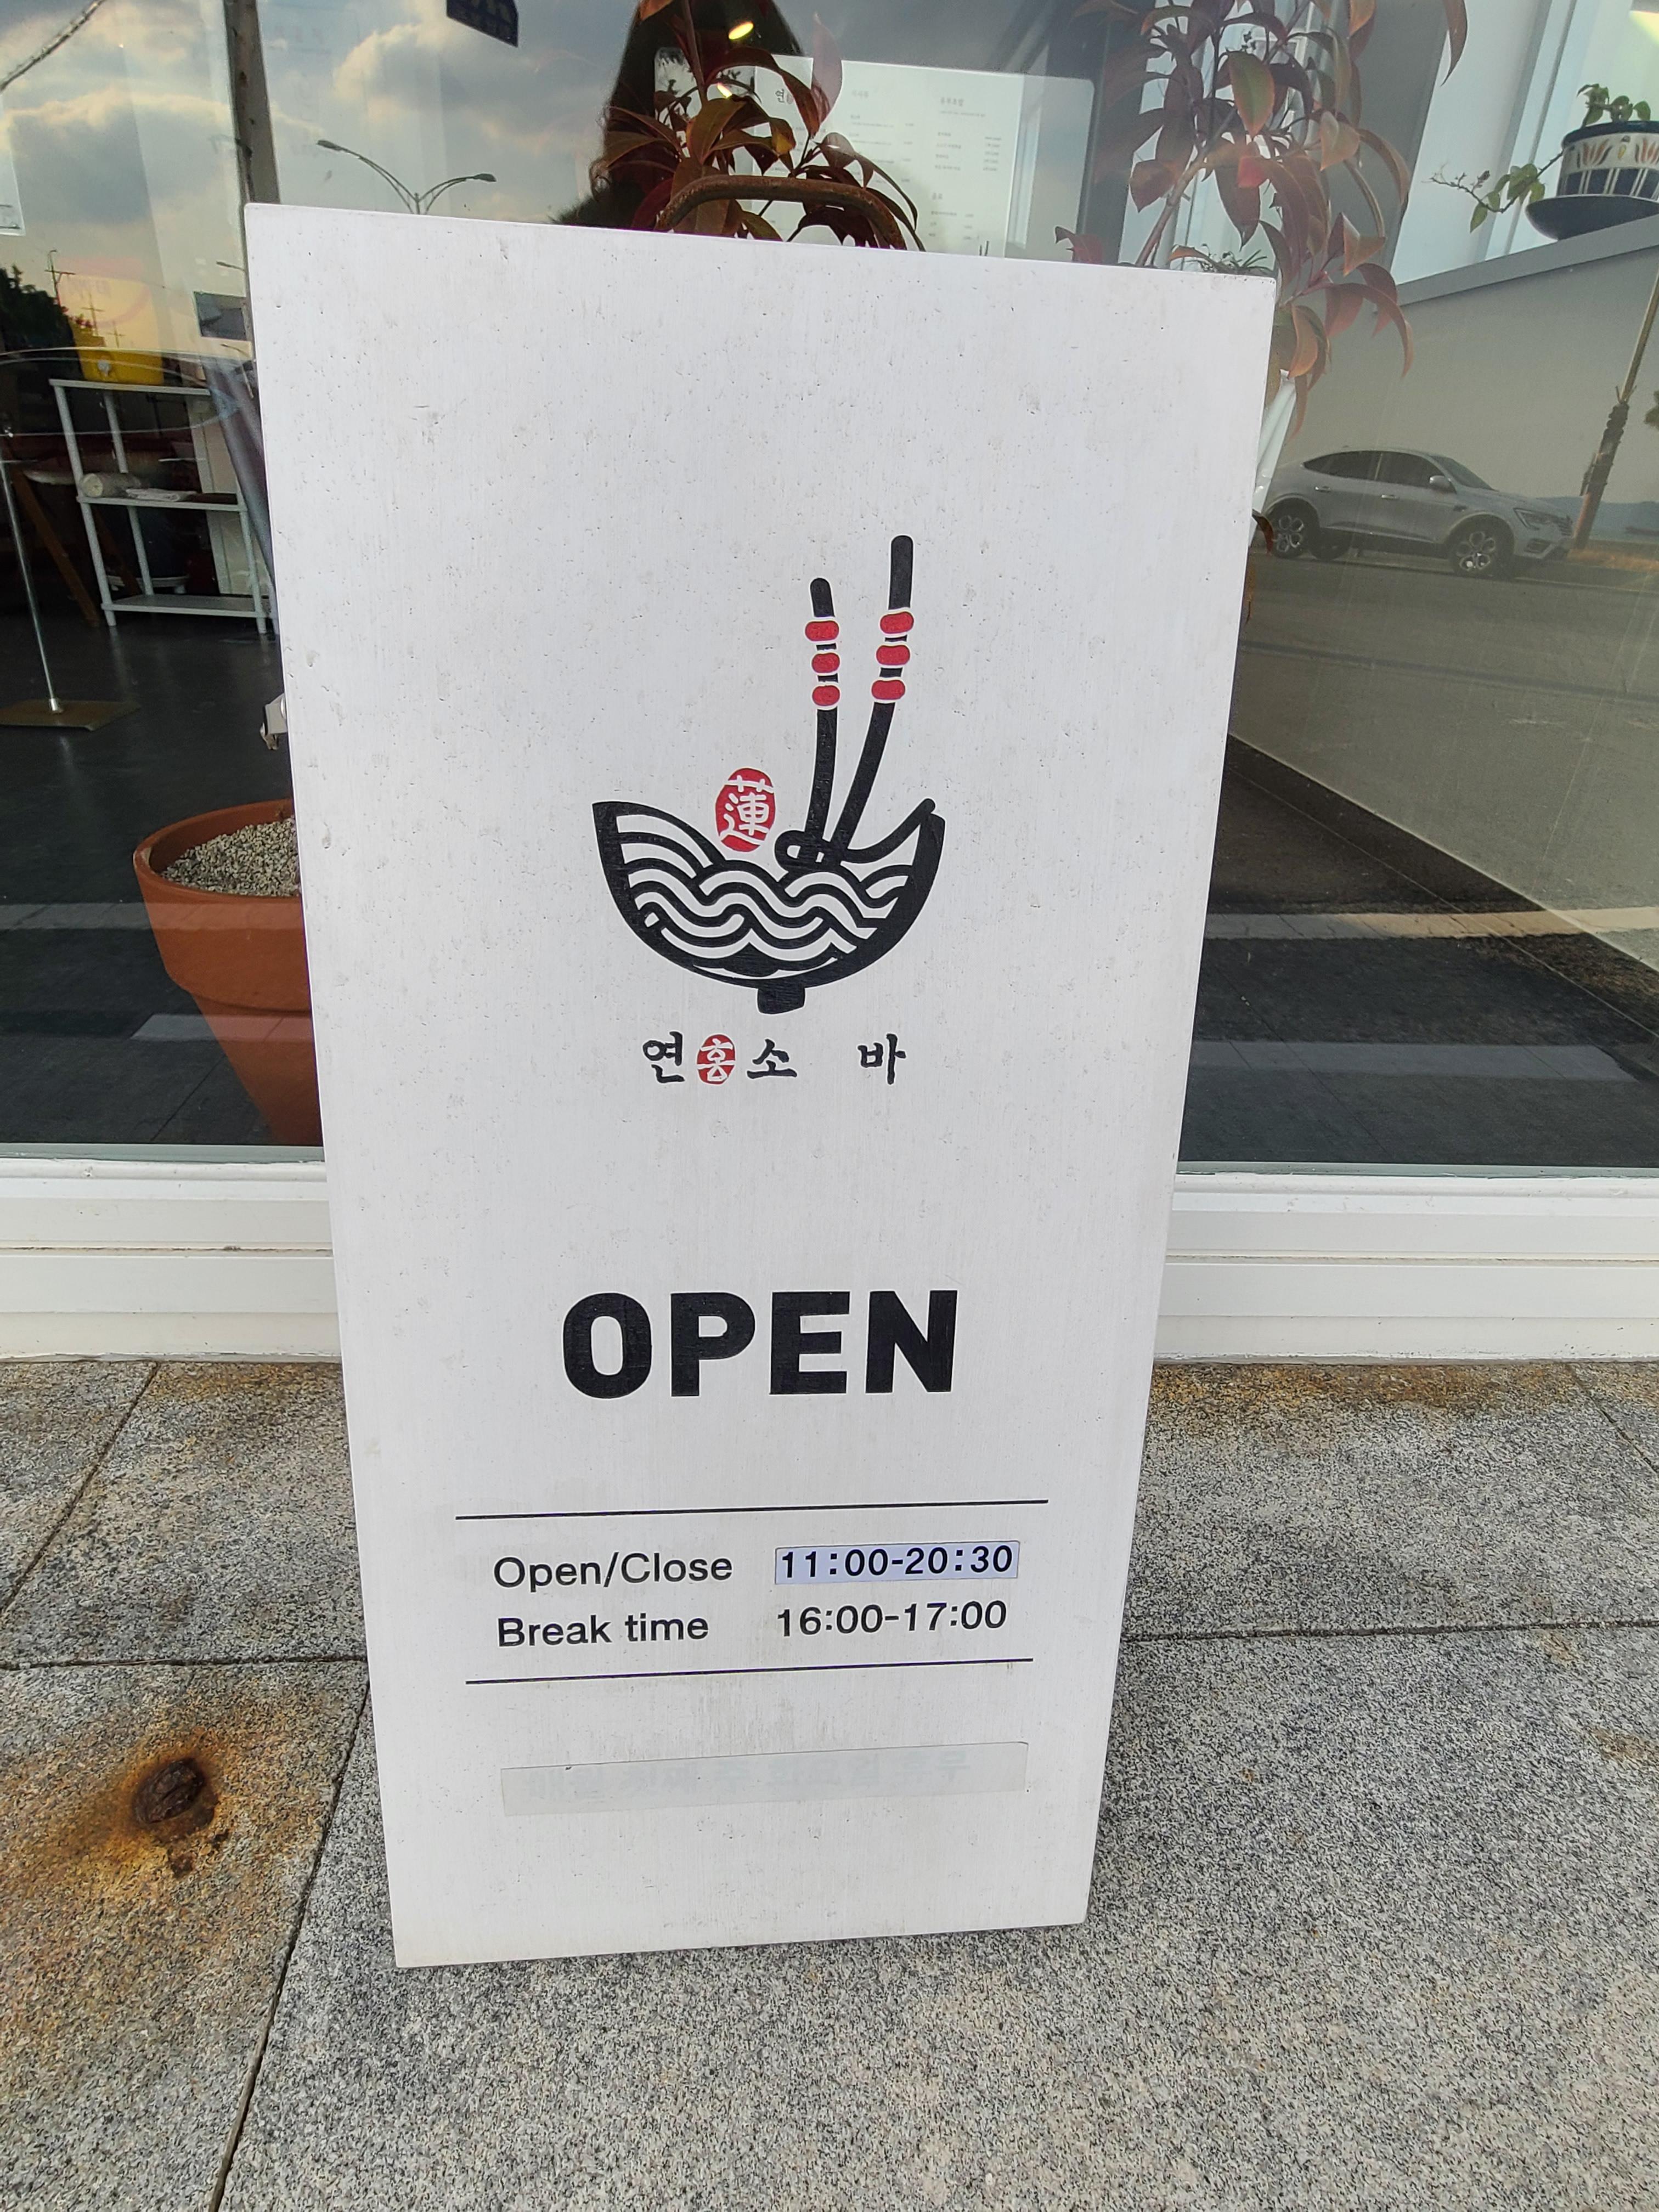 蓮
연홍소 바
OPEN
Open/Close 11:00-20:30
Break time 16:00-17:00